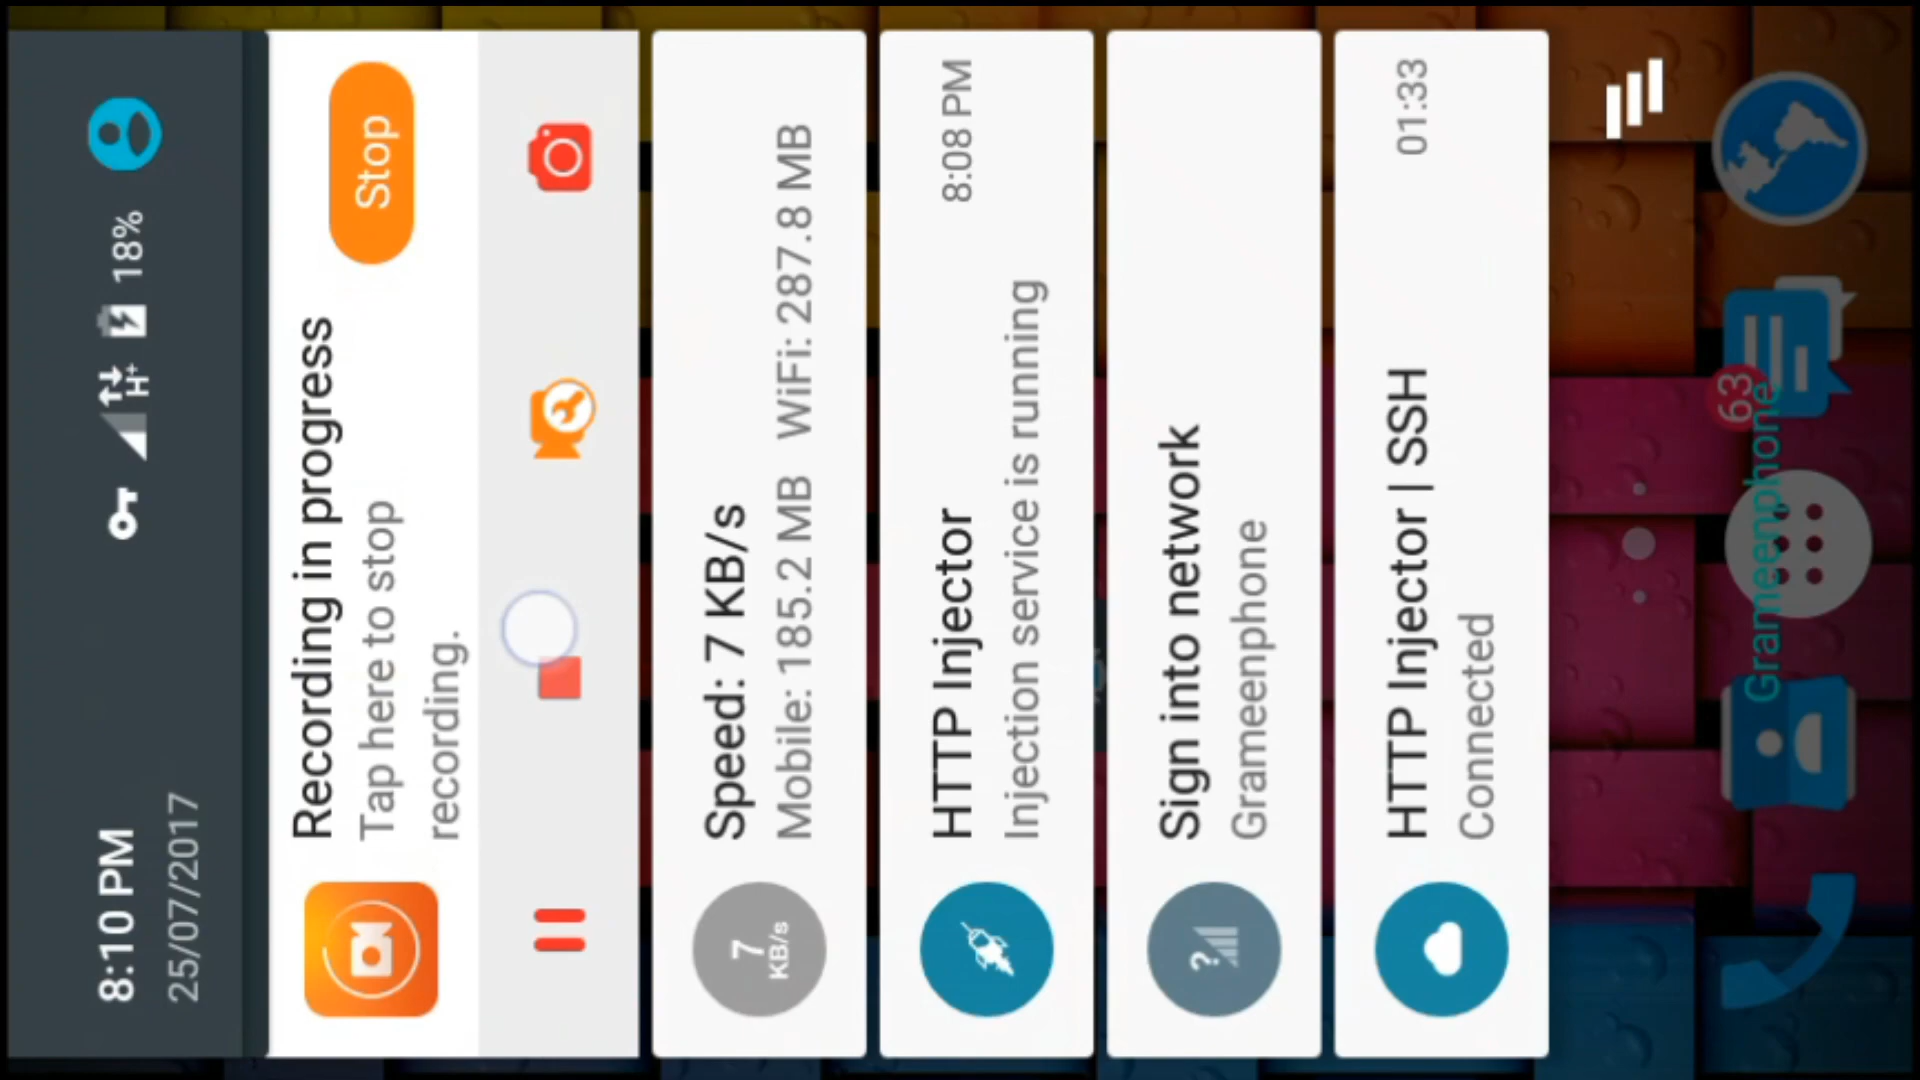 8:10 PM
25/07/2017
H+
18%
Recording in progress
Tap here to stop
recording.
Stop
7
KB/s
Speed: 7 KB/s
Mobile: 185.2 MB WiFi: 287.8 MB
HTTP Injector
8:08 PM
Injection service is running
?
Sign into network
Grameenphone
HTTP Injector | SSH
01:33
Connected
Grameenphone
63